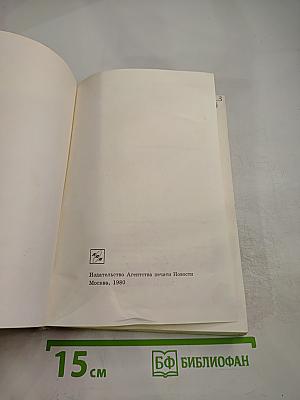 Издательство Агентства печати Новости
Москва, 1980
15 см
БФ БИБЛИОФАН